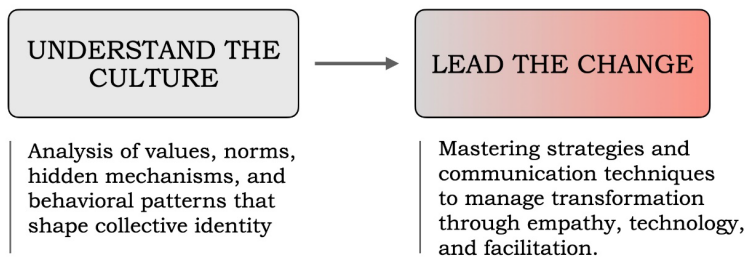 UNDERSTAND THE
CULTURE
LEAD THE CHANGE
Analysis of values, norms,
hidden mechanisms, and
behavioral patterns that
shape collective identity
Mastering strategies and
communication techniques
to manage transformation
through empathy, technology,
and facilitation.